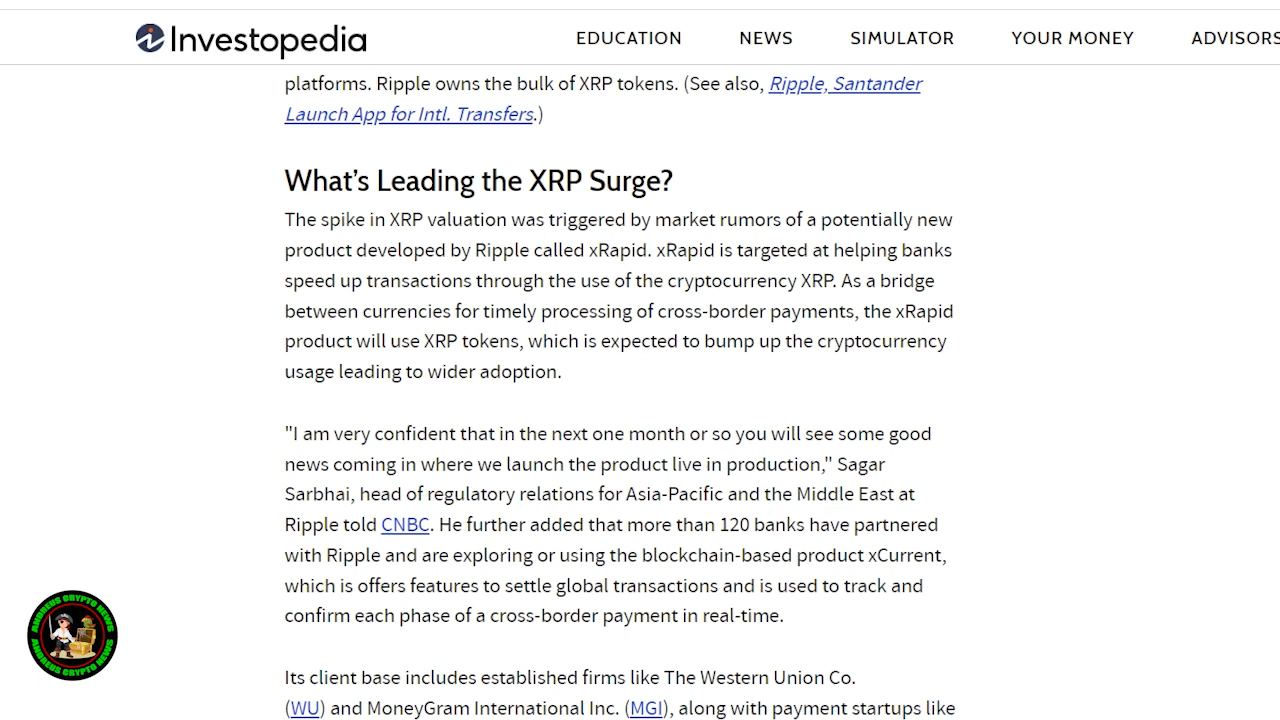 Investopedia
EDUCATION NEWS SIMULATOR YOUR MONEY ADVISORS
platforms. Ripple owns the bulk of XRP tokens. (See also, Ripple, Santander
Launch App for Intl. Transfers.)
What's Leading the XRP Surge?
The spike in XRP valuation was triggered by market rumors of a potentially new
product developed by Ripple called xRapid. xRapid is targeted at helping banks
speed up transactions through the use of the cryptocurrency XRP. As a bridge
between currencies for timely processing of cross-border payments, the xRapid
product will use XRP tokens, which is expected to bump up the cryptocurrency
usage leading to wider adoption.
"I am very confident that in the next one month or so you will see some good
news coming in where we launch the product live in production," Sagar
Sarbhai, head of regulatory relations for Asia-Pacific and the Middle East at
Ripple told CNBC. He further added that more than 120 banks have partnered
with Ripple and are exploring or using the blockchain-based product xCurrent,
which is offers features to settle global transactions and is used to track and
confirm each phase of a cross-border payment in real-time.
Its client base includes established firms like The Western Union Co.
(WU) and MoneyGram International Inc. (MGI), along with payment startups like
ANDREUS CRYPTO NEWS
ANDREUS CRYPTO NEWS